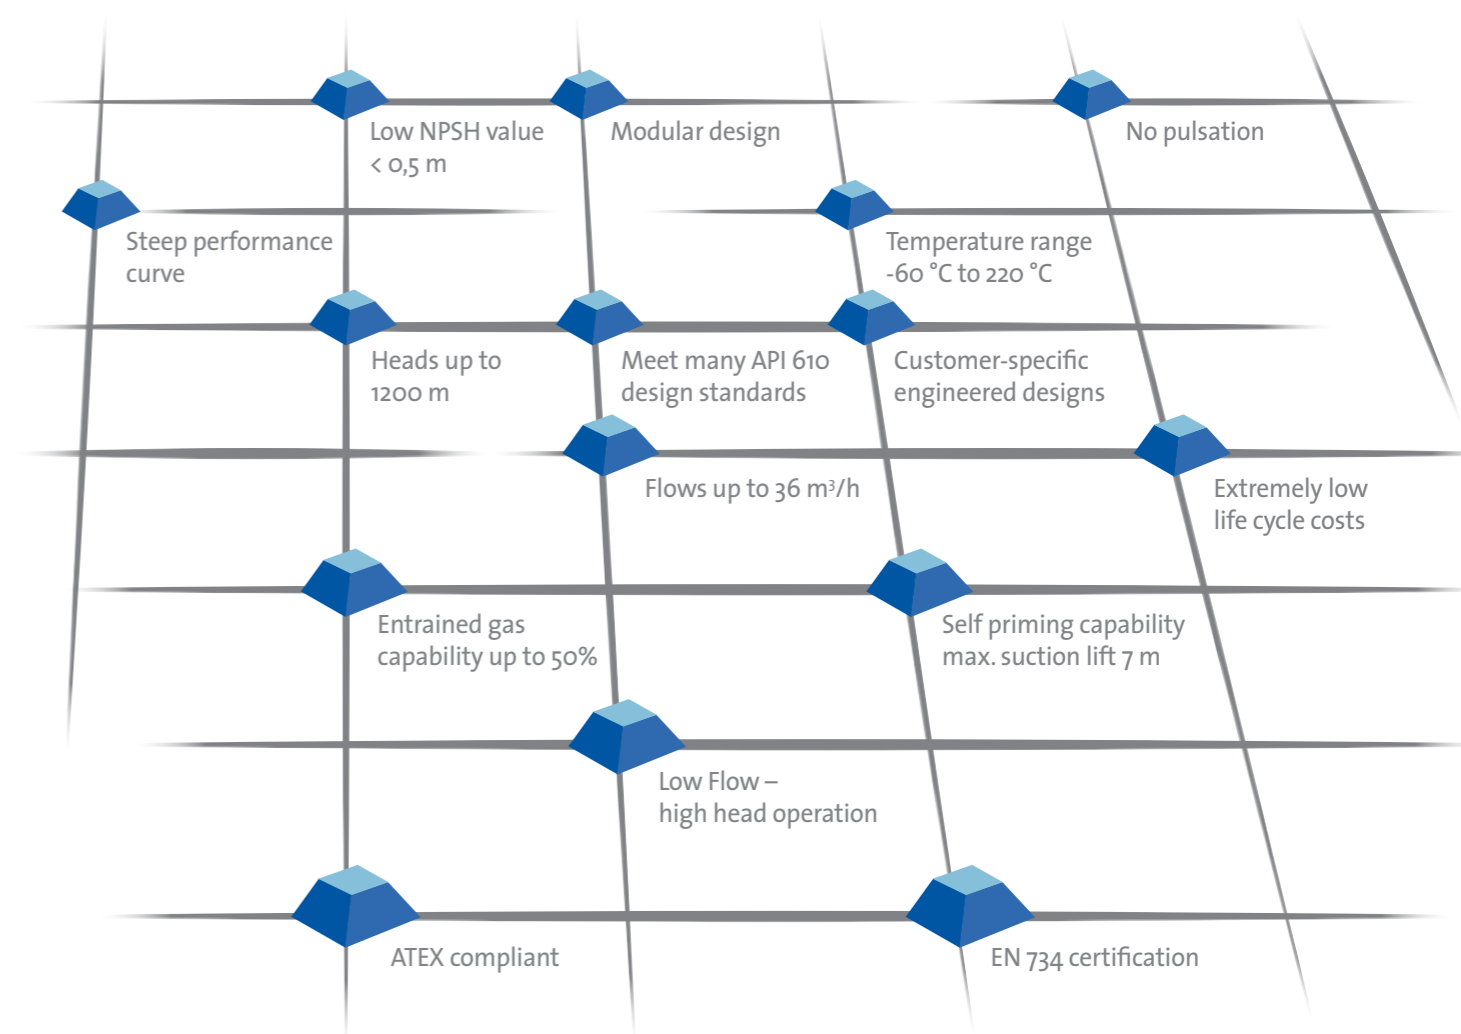 Low NPSH value
< 0,5 m
Modular design
No pulsation
Steep performance
curve
Temperature range
-60 °C to 220 °C
Heads up to
1200 m
Meet many API 610
design standards
Customer-specific
engineered designs
Flows up to 36 m³/h
Extremely low
life cycle costs
Entrained gas
capability up to 50%
Self priming capability
max. suction lift 7 m
Low Flow –
high head operation
ATEX compliant
EN 734 certification